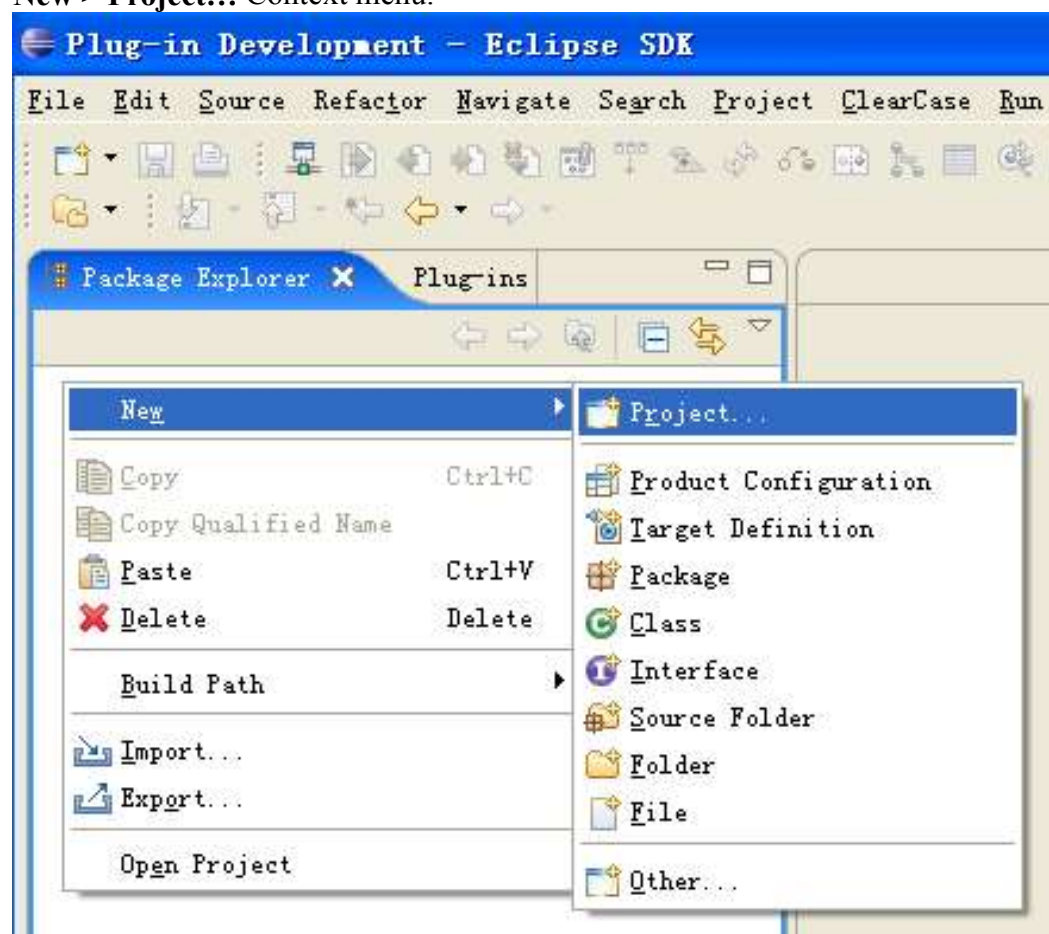 New > Project… Context menu.
Plug-in Development - Eclipse SDK
File Edit Source Refactor Navigate Search Project ClearCase Run
Package Explorer Plug-ins
New
Copy Ctrl+C
Copy Qualified Name
Paste Ctrl+V
Delete Delete
Build Path
Import...
Export...
Open Project
Project...
Product Configuration
Target Definition
Package
Class
Interface
Source Folder
Folder
File
Other...